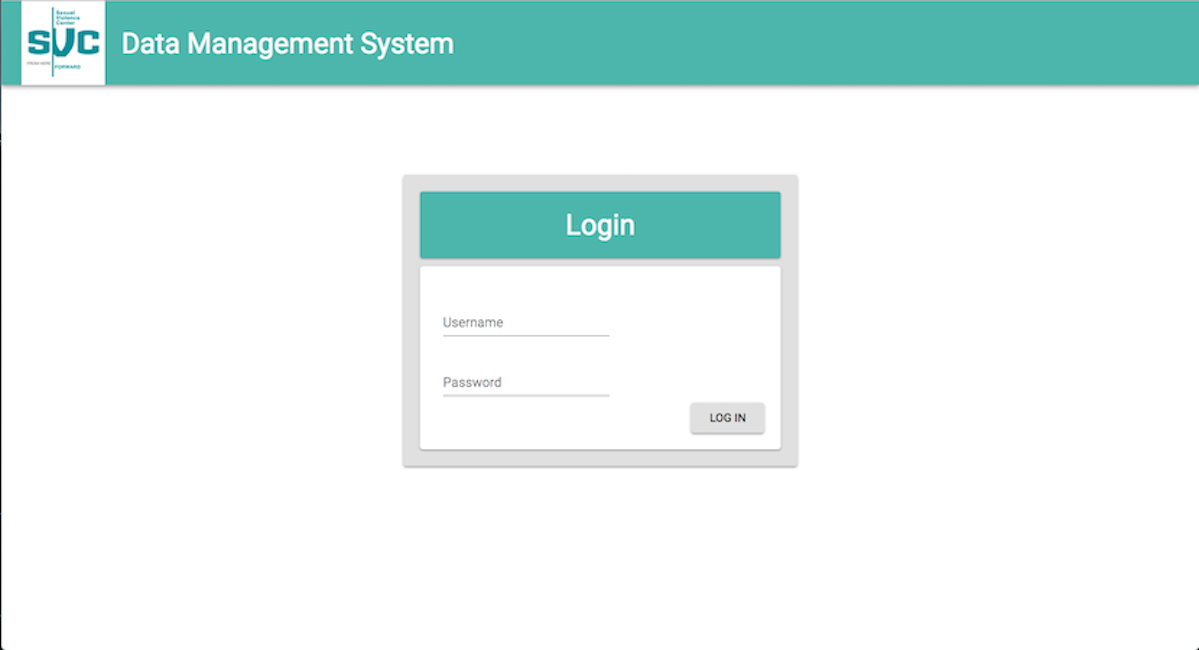 Sexual
Violence
Center
SVC
FROM HERE
FORWARD
Data Management System
Login
Username
Password
LOG IN